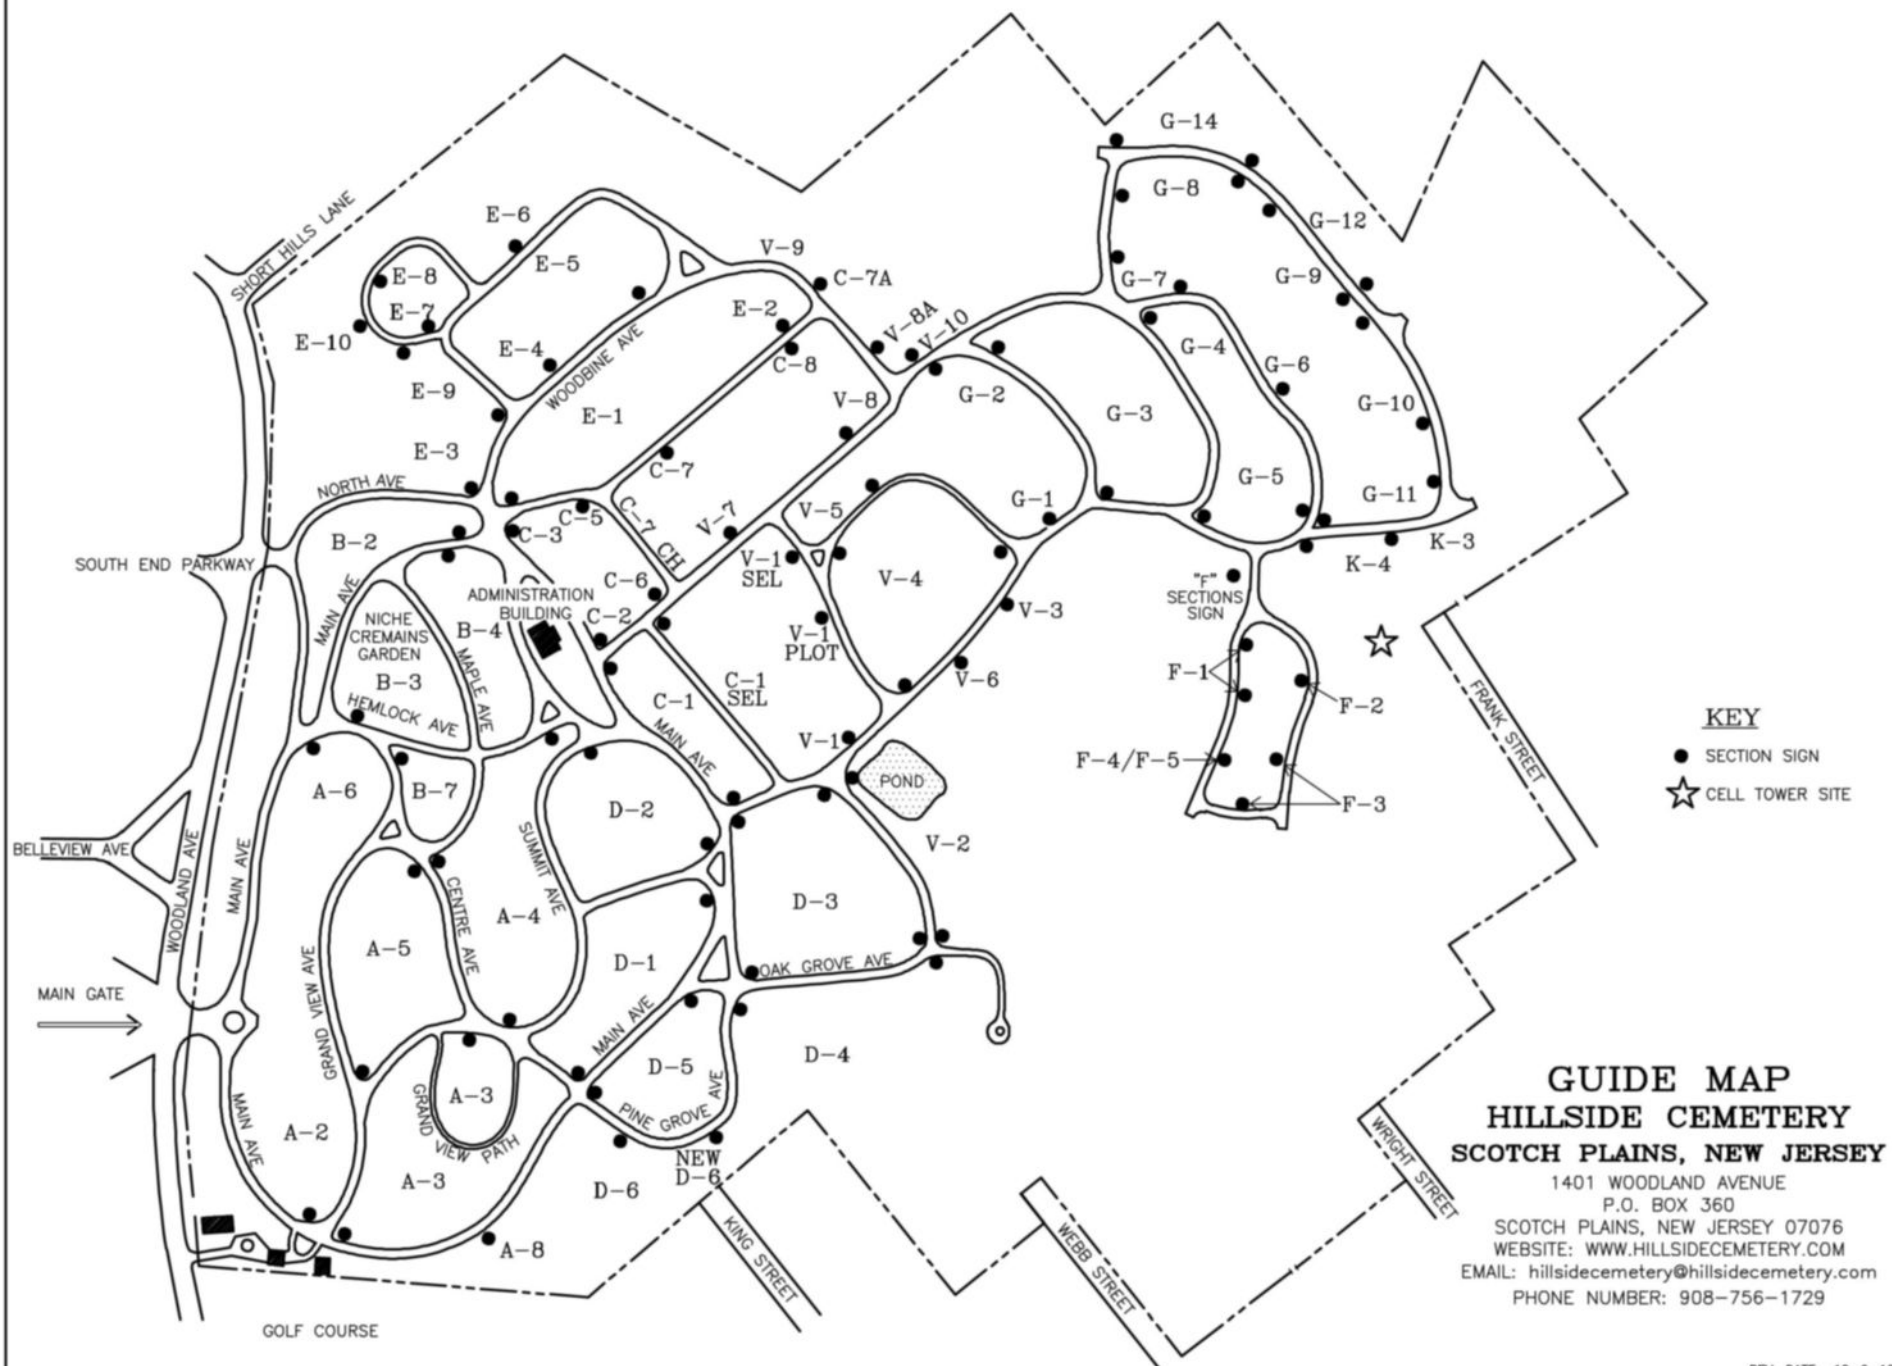 G-14
G-8
SHORT HILLS LANE
E-6
G-12
V-9
E-5
E-8
G-9
G-7
C-7A
E-7
E-2
V-8A
V-10
E-10
E-4
WOODBINE AVE
C-8
G-4
G-6
E-9
V-8
G-2
G-10
E-1
G-3
E-3
C-7
G-5
NORTH AVE
G-11
G-1
V-5
C-5
C-7 CH
V-7
C-3
B-2
K-3
SOUTH END PARKWAY
V-1
SEL
K-4
C-6
V-4
"F"
SECTIONS
SIGN
ADMINISTRATION
BUILDING
MAIN AVE
NICHE
CREMAINS
GARDEN
C-2
V-3
B-4
V-1
PLOT
MAPLE AVE
F-1
B-3
C-1
SEL
V-6
C-1
F-2
FRANK STREET
HEMLOCK AVE
KEY
MAIN AVE
V-1
SECTION SIGN
F-4/F-5
POND
A-6
B-7
CELL TOWER SITE
F-3
D-2
BELLEVIEW AVE
V-2
SUMMIT AVE
WOODLAND AVE
MAIN AVE
CENTRE AVE
D-3
A-4
A-5
D-1
OAK GROVE AVE
MAIN GATE
GRAND VIEW AVE
MAIN AVE
D-4
D-5
GUIDE MAP
A-3
HILLSIDE CEMETERY
PINE GROVE AVE
GRAND VIEW PATH
MAIN AVE
A-2
SCOTCH PLAINS, NEW JERSEY
WRIGHT STREET
NEW
D-6
A-3
D-6
1401 WOODLAND AVENUE
P.O. BOX 360
SCOTCH PLAINS, NEW JERSEY 07076
KING STREET
WEBB STREET
A-8
WEBSITE: WWW.HILLSIDECEMETERY.COM
EMAIL: hillsidecemetery@hillsidecemetery.com
PHONE NUMBER: 908-756-1729
GOLF COURSE